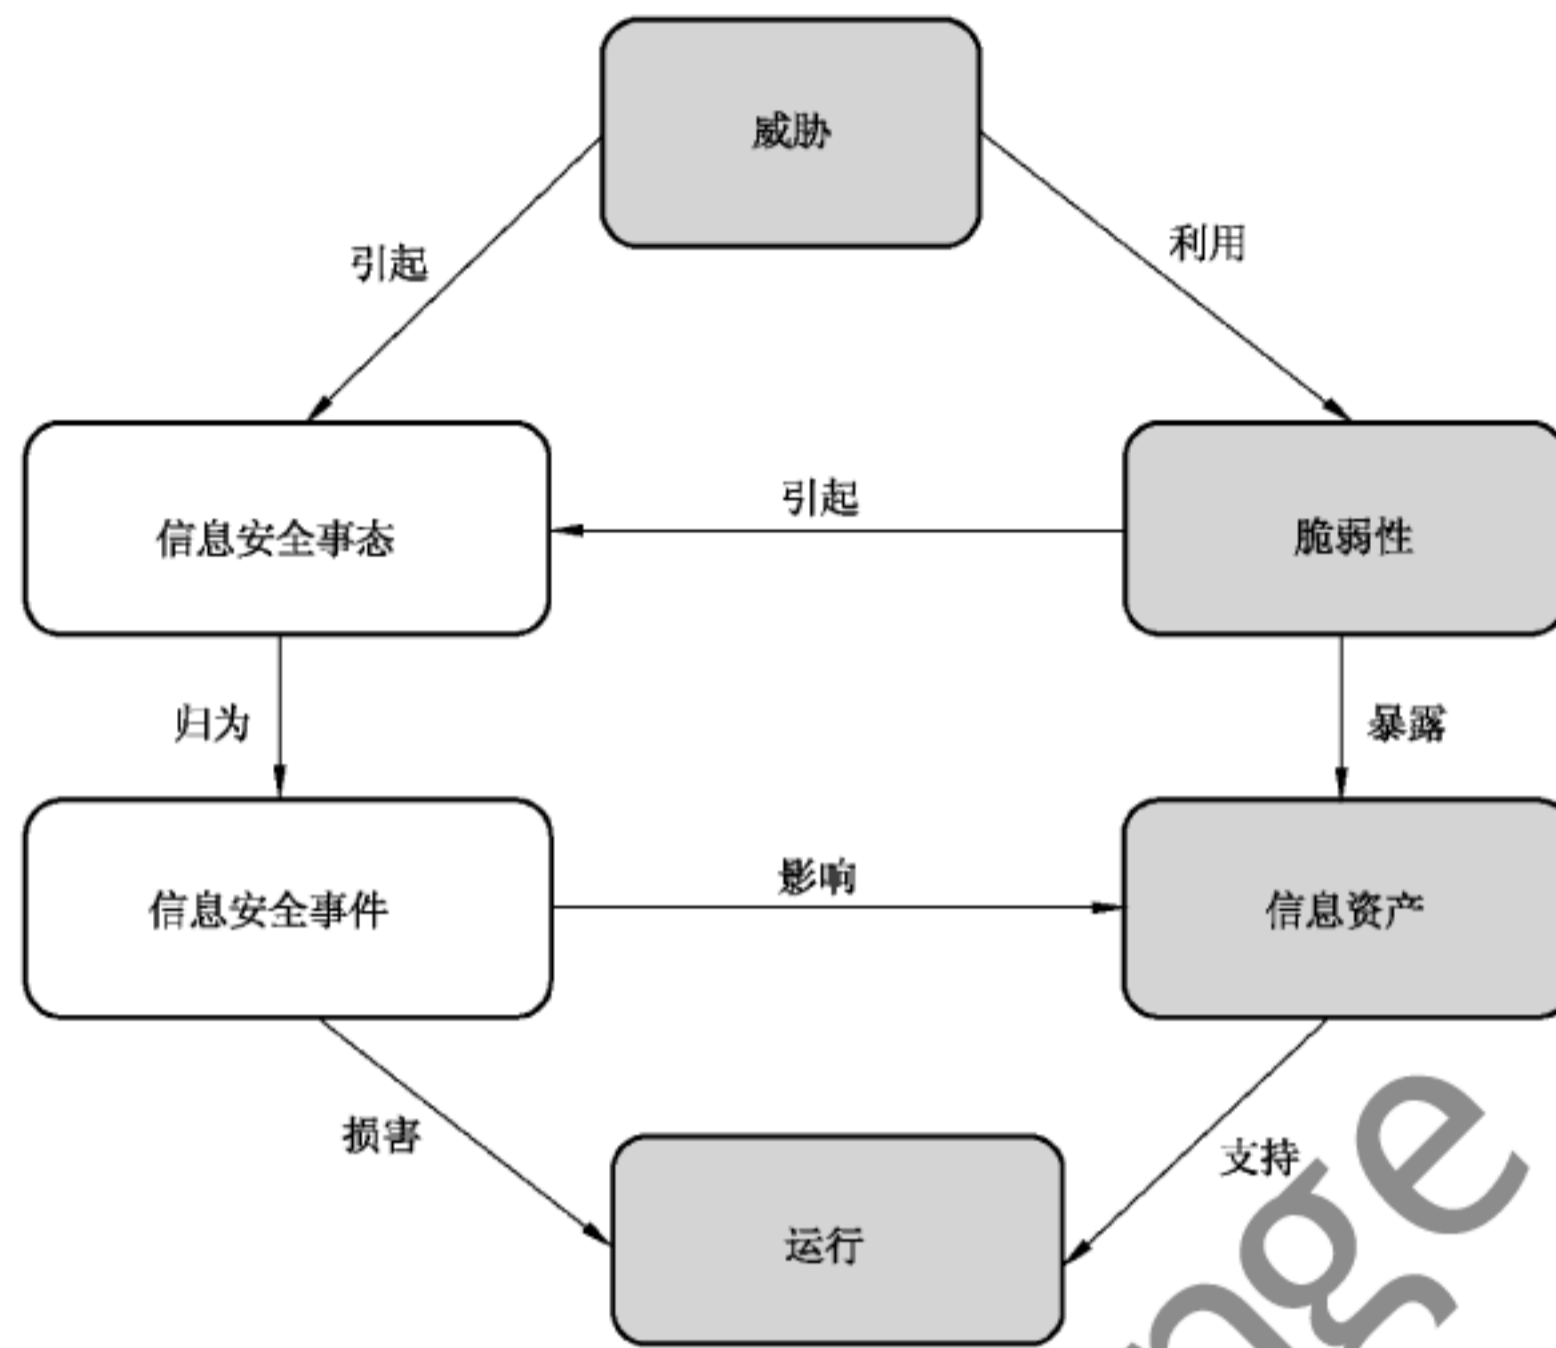 威胁
引起
利用
信息安全事态
引起
脆弱性
归为
暴露
信息安全事件
影响
信息资产
损害
支持
运行
nge